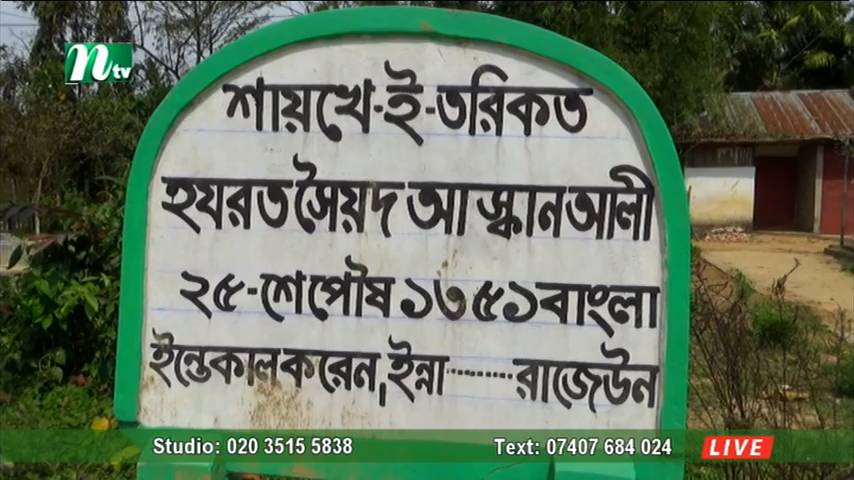 ntv
শায়খে-ই-তরিকত
হযরত সৈয়দ আস্কান আলী
২৫-শে পৌষ ১৩৫১ বাংলা
ইন্তেকাল করেন, ইন্না........রাজেউন
Studio: 020 3515 5838
Text: 07407 684 024
LIVE